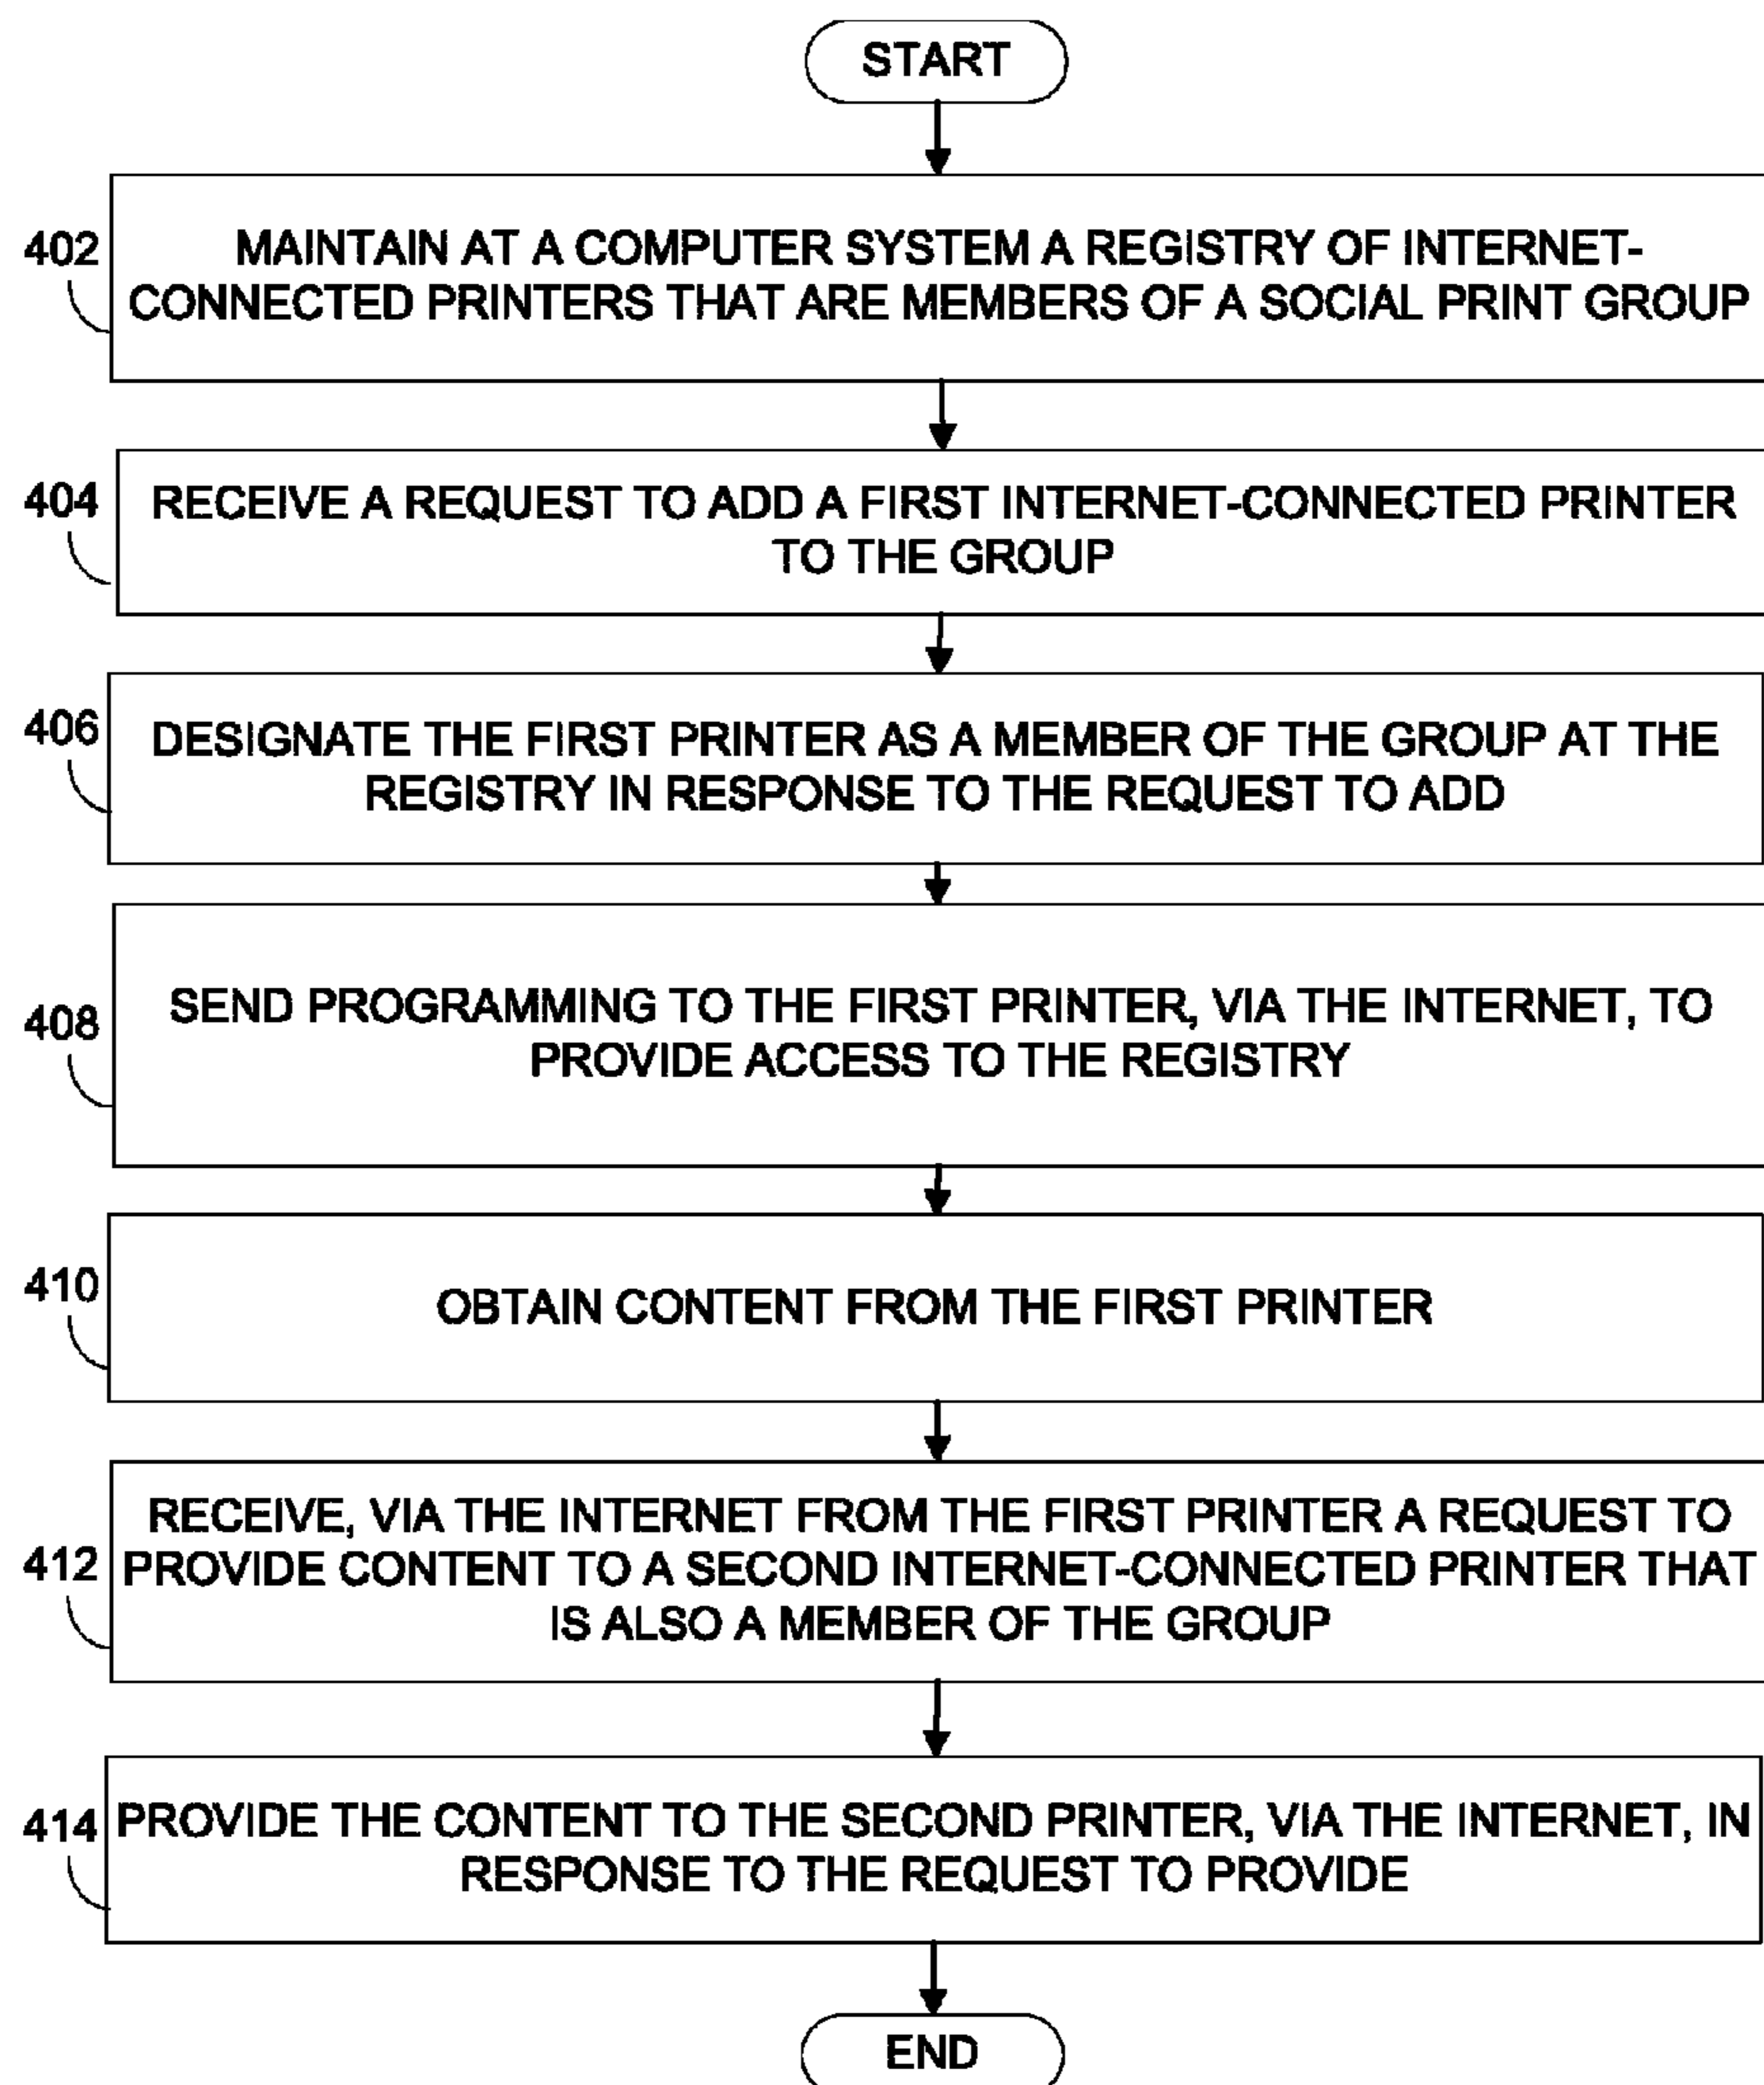 START
402
MAINTAIN AT A COMPUTER SYSTEM A REGISTRY OF INTERNET-
CONNECTED PRINTERS THAT ARE MEMBERS OF A SOCIAL PRINT GROUP
404
RECEIVE A REQUEST TO ADD A FIRST INTERNET-CONNECTED PRINTER
TO THE GROUP
406
DESIGNATE THE FIRST PRINTER AS A MEMBER OF THE GROUP AT THE
REGISTRY IN RESPONSE TO THE REQUEST TO ADD
408
SEND PROGRAMMING TO THE FIRST PRINTER, VIA THE INTERNET, TO
PROVIDE ACCESS TO THE REGISTRY
410
OBTAIN CONTENT FROM THE FIRST PRINTER
412
RECEIVE, VIA THE INTERNET FROM THE FIRST PRINTER A REQUEST TO
PROVIDE CONTENT TO A SECOND INTERNET-CONNECTED PRINTER THAT
IS ALSO A MEMBER OF THE GROUP
414
PROVIDE THE CONTENT TO THE SECOND PRINTER, VIA THE INTERNET, IN
RESPONSE TO THE REQUEST TO PROVIDE
END